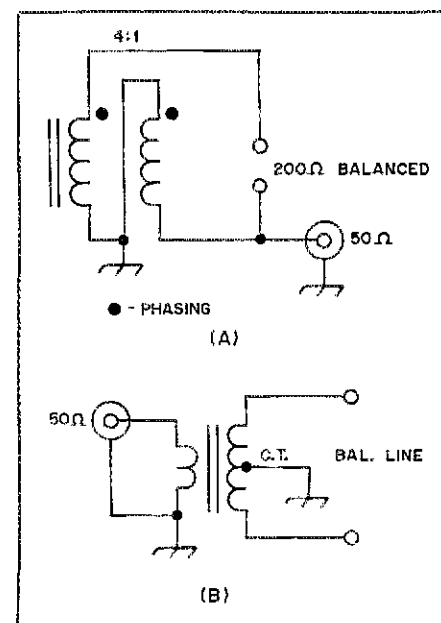 4:1
200Ω BALANCED
50Ω
● - PHASING
(A)
50Ω
C.T.
BAL. LINE
(B)